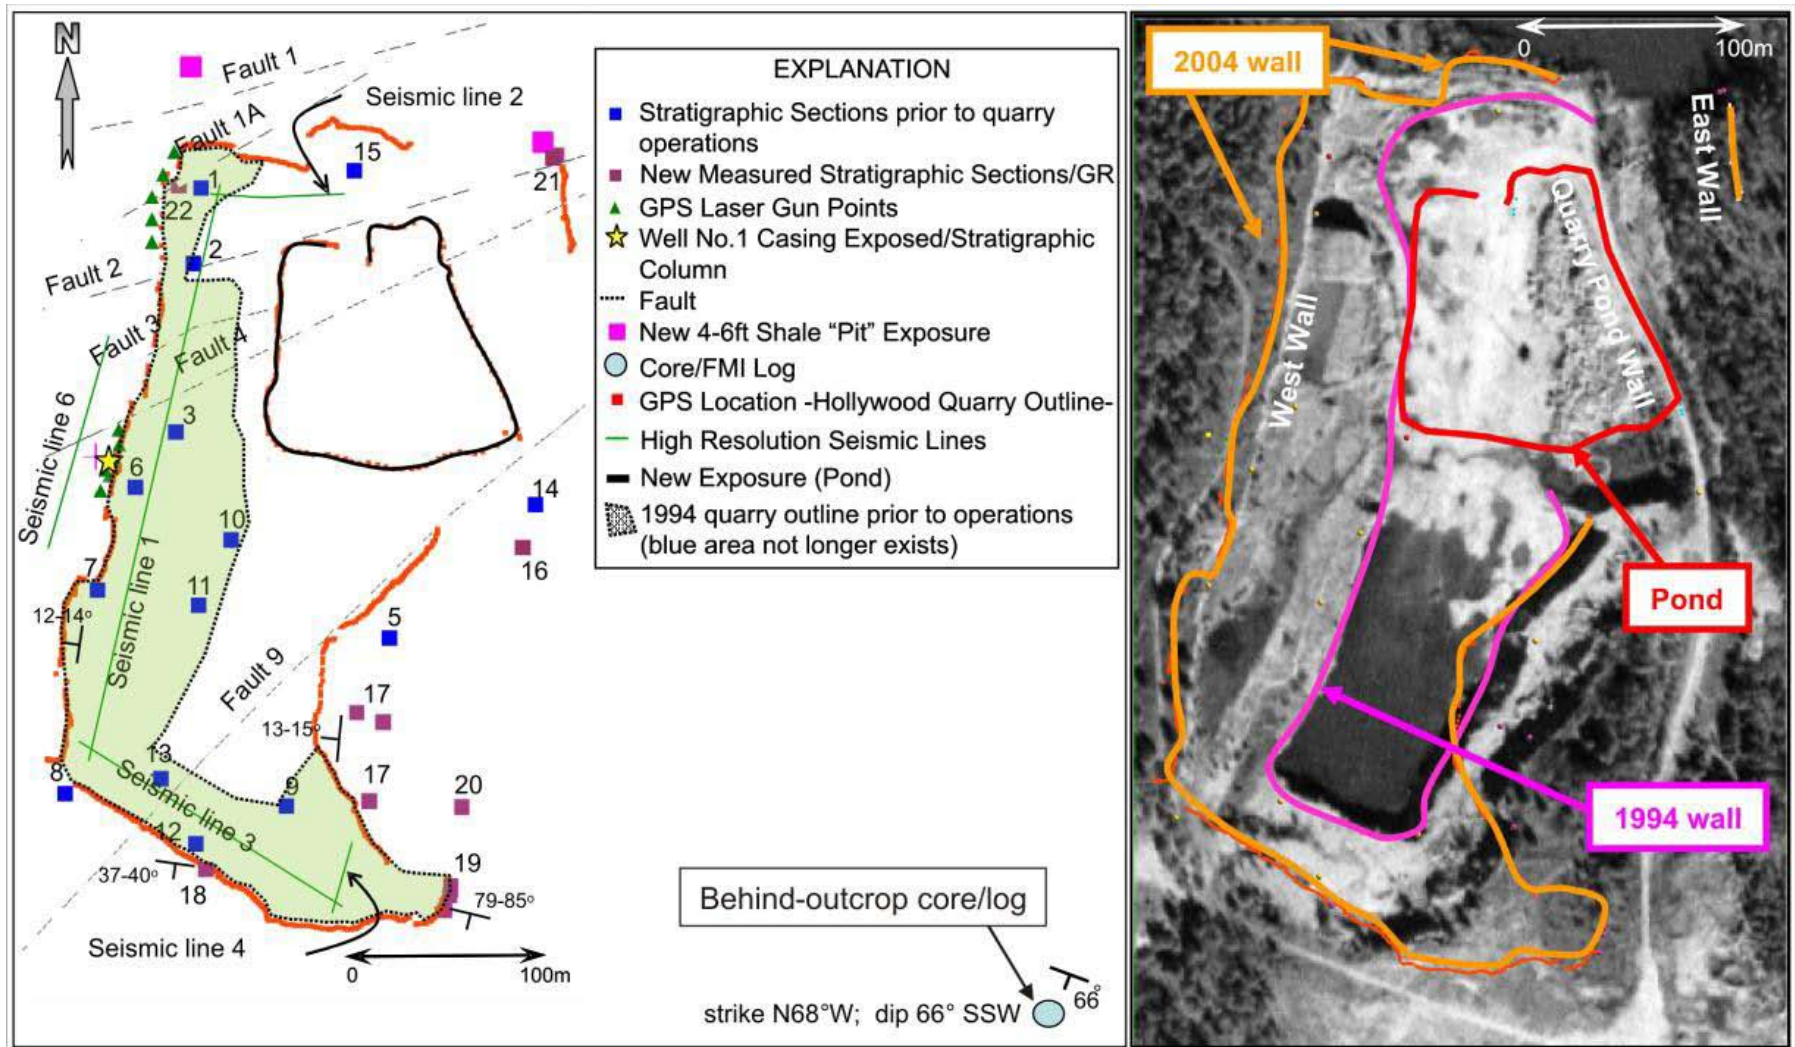 N
Fault 1
Seismic line 2
Fault 1A
15
1
21
22
2
Fault 2
Fault 3
Fault 4
Seismic line 6
3
6
14
10
16
7
11
12-14°
Seismic line 1
5
Fault 9
17
13-15°
13
8
Seismic line 3
9
17
20
12
37-40°
18
19
79-85°
Seismic line 4
0 100m
EXPLANATION
Stratigraphic Sections prior to quarry
operations
New Measured Stratigraphic Sections/GR
GPS Laser Gun Points
Well No.1 Casing Exposed/Stratigraphic
Column
Fault
New 4-6ft Shale “Pit” Exposure
Core/FMI Log
GPS Location -Hollywood Quarry Outline-
High Resolution Seismic Lines
New Exposure (Pond)
1994 quarry outline prior to operations
(blue area not longer exists)
Behind-outcrop core/log
66°
strike N68°W; dip 66° SSW
0 100m
2004 wall
East Wall
West Wall
Quarry Pond Wall
Pond
1994 wall